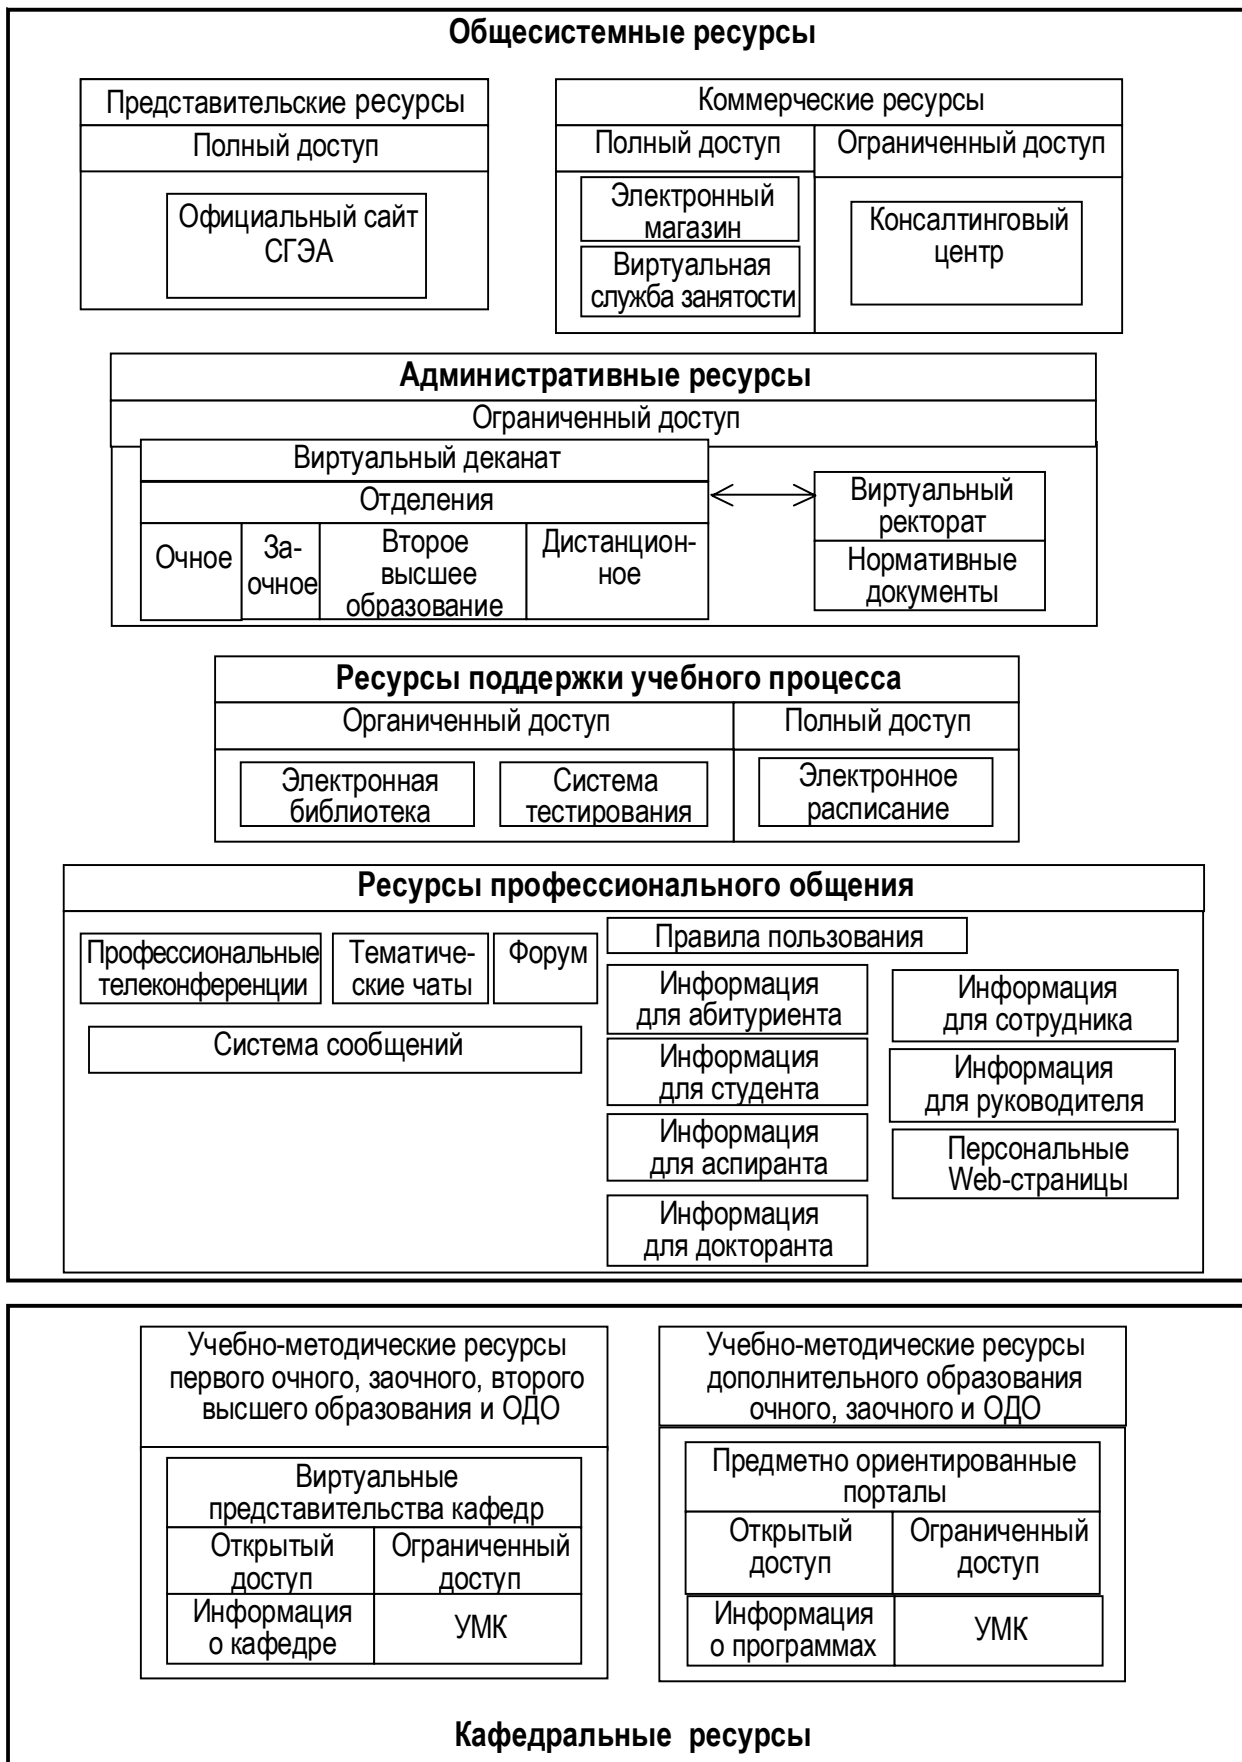 Общесистемные ресурсы
Представительские ресурсы
Полный доступ
Официальный сайт
СГЭА
Коммерческие ресурсы
Полный доступ
Ограниченный доступ
Электронный
магазин
Виртуальная
служба занятости
Консалтинговый
центр
Административные ресурсы
Ограниченный доступ
Виртуальный деканат
Отделения
Очное
За-
очное
Второе
высшее
образование
Дистанцион-
ное
Виртуальный
ректорат
Нормативные
документы
Ресурсы поддержки учебного процесса
Органиченный доступ
Полный доступ
Электронная
библиотека
Система
тестирования
Электронное
расписание
Ресурсы профессионального общения
Профессиональные
телеконференции
Тематиче-
ские чаты
Форум
Система сообщений
Правила пользования
Информация
для абитуриента
Информация
для студента
Информация
для аспиранта
Информация
для докторанта
Информация
для сотрудника
Информация
для руководителя
Персональные
Web-страницы
Учебно-методические ресурсы
первого очного, заочного, второго
высшего образования и ОДО
Виртуальные
представительства кафедр
Открытый
доступ
Ограниченный
доступ
Информация
о кафедре
УМК
Учебно-методические ресурсы
дополнительного образования
очного, заочного и ОДО
Предметно ориентированные
порталы
Открытый
доступ
Ограниченный
доступ
Информация
о программах
УМК
Кафедральные ресурсы